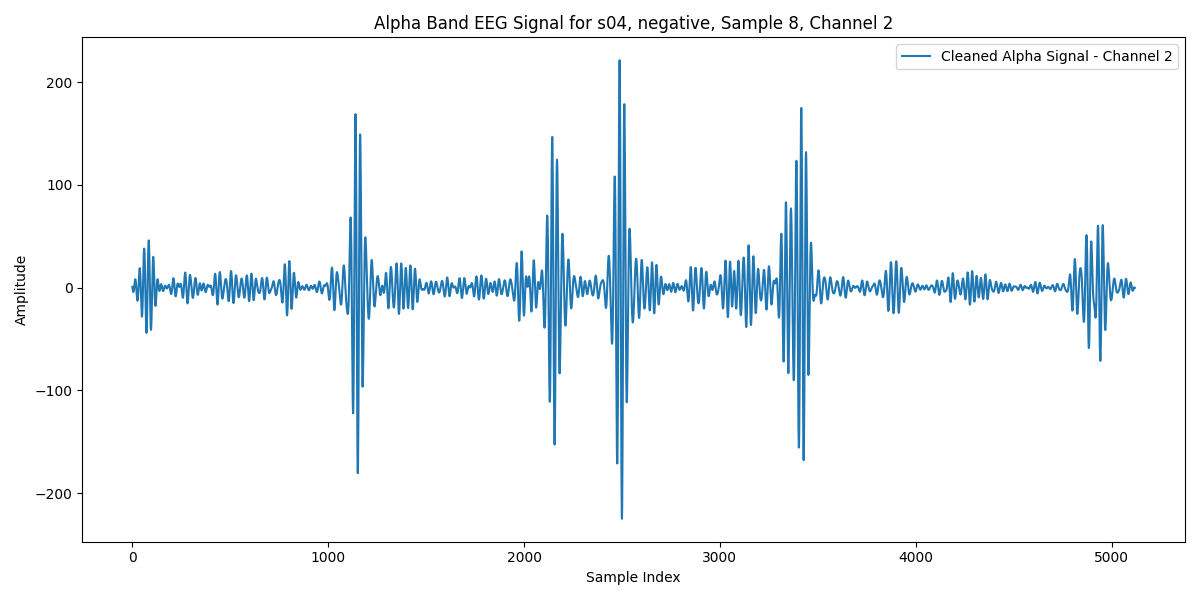 Alpha Band EEG Signal for s04, negative, Sample 8, Channel 2
Cleaned Alpha Signal - Channel 2
200
100
0
−100
−200
Amplitude
0 1000 2000 3000 4000 5000
Sample Index